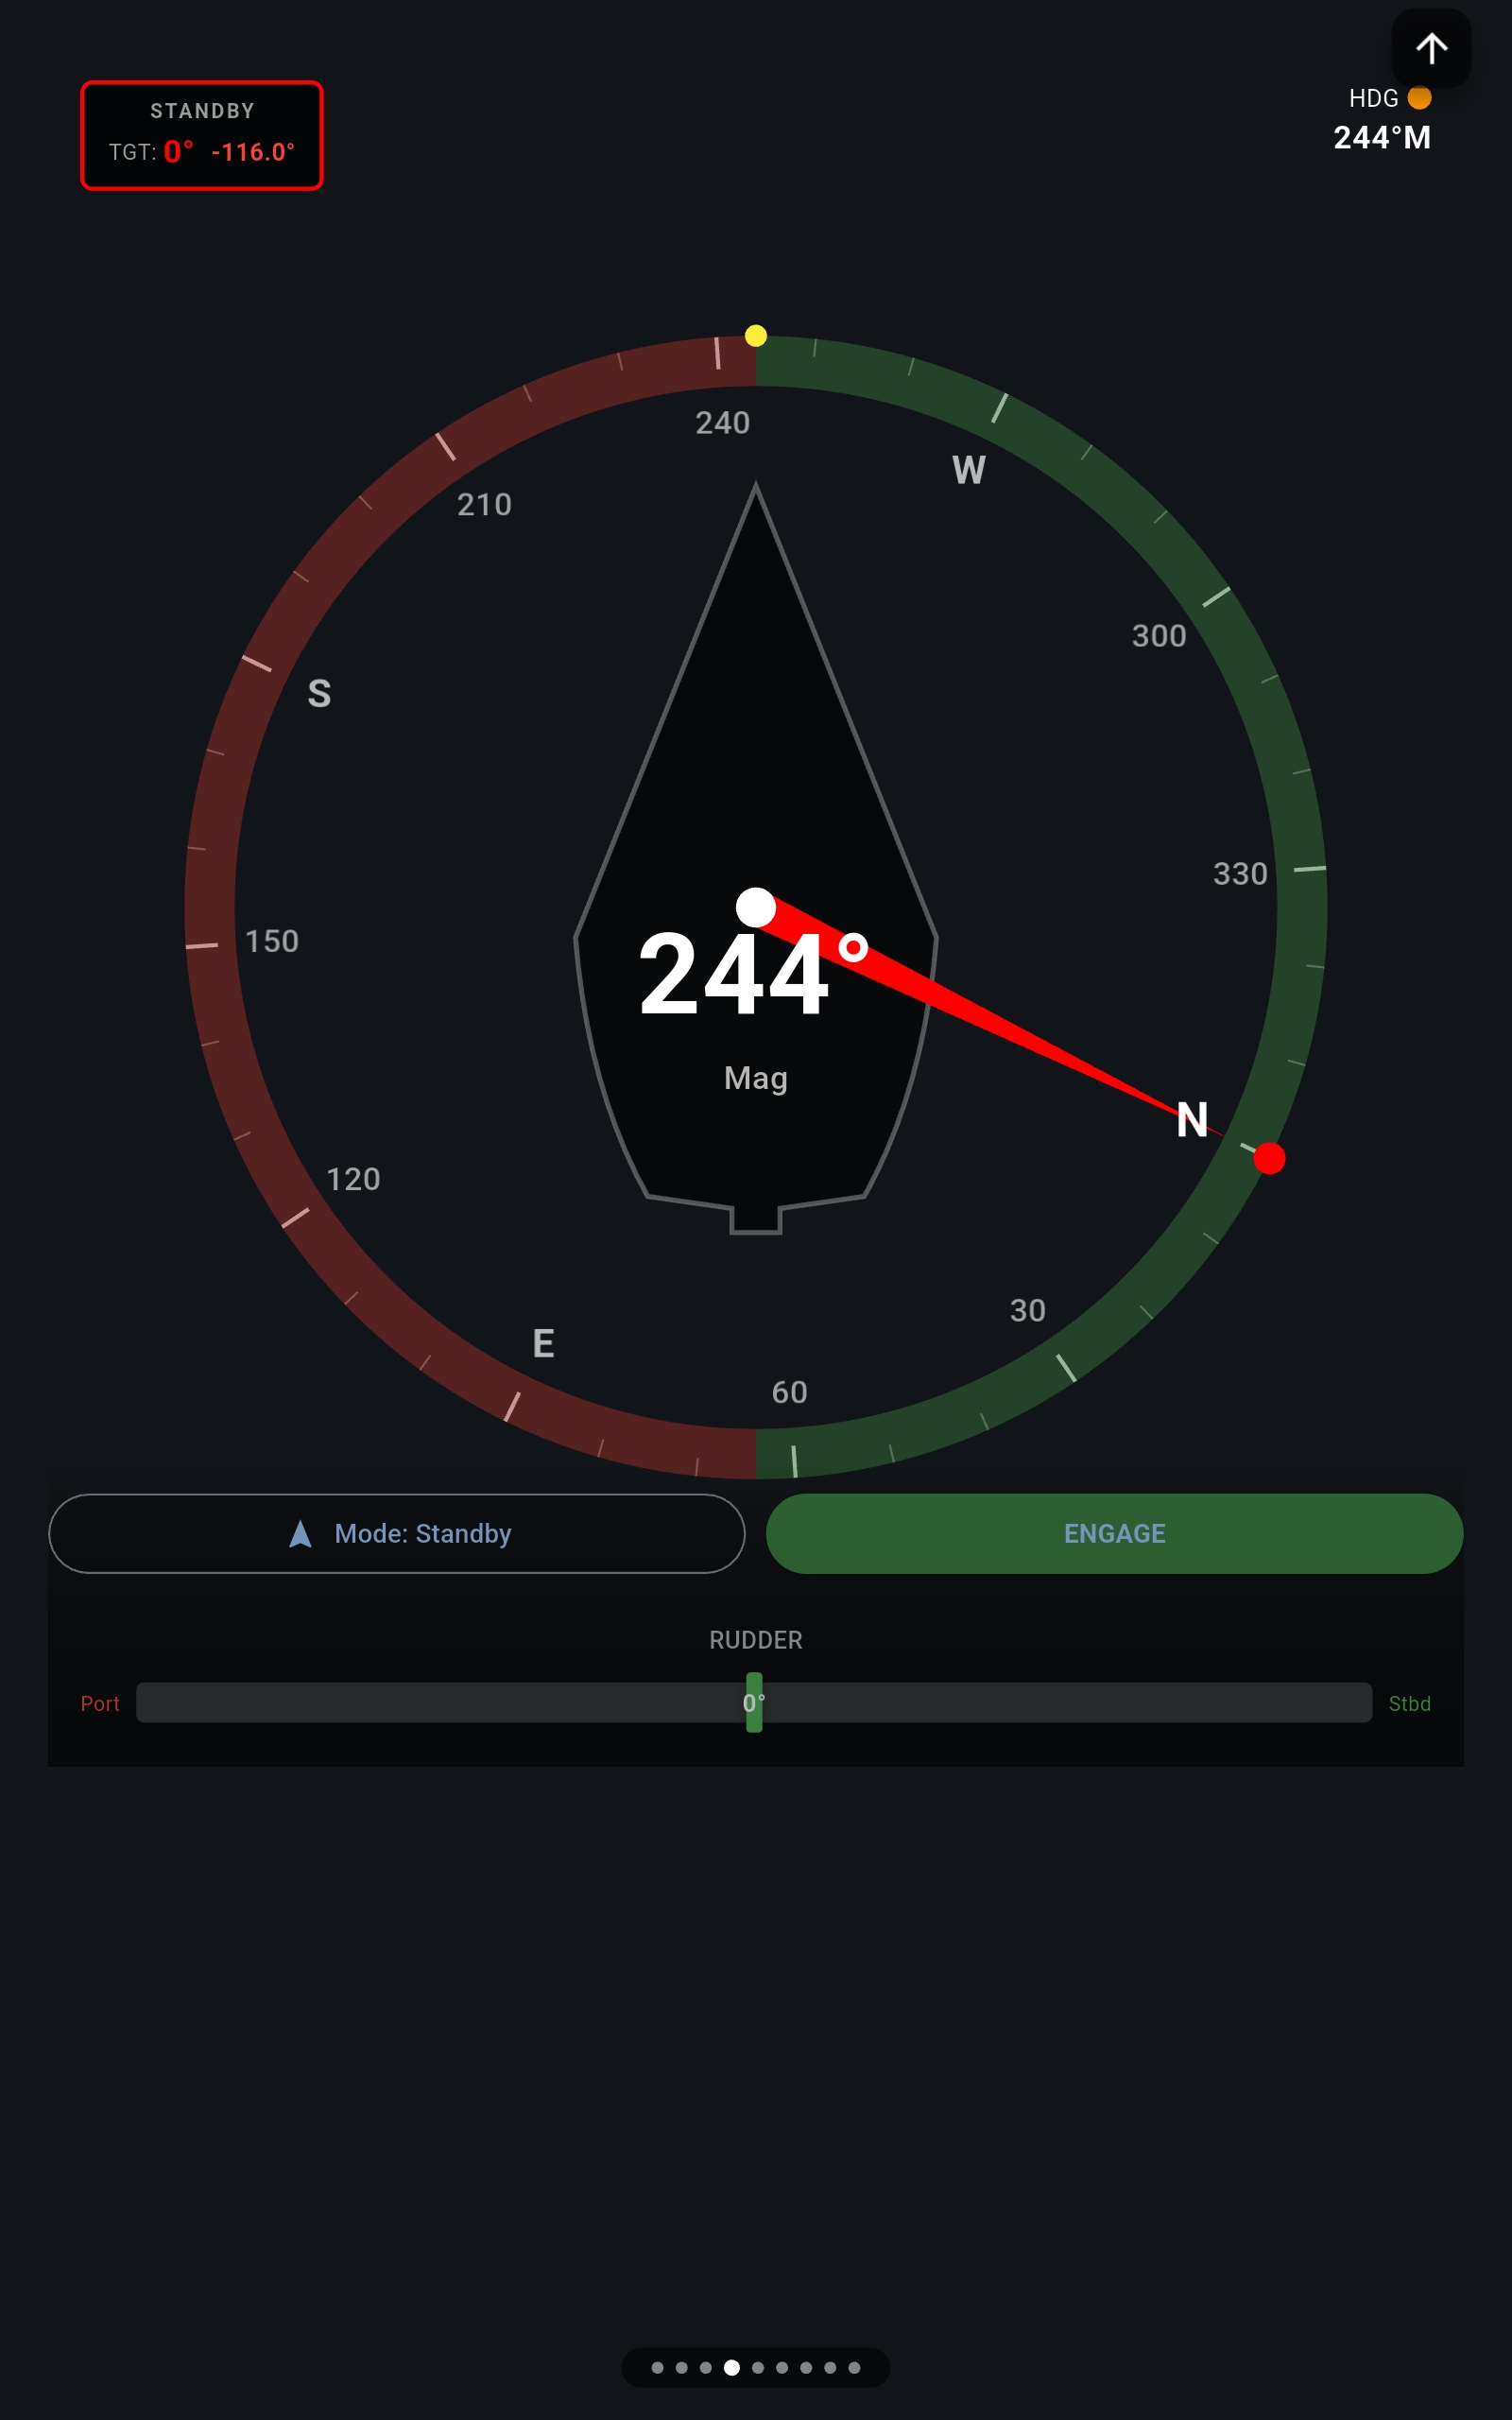 STANDBY
TGT: 0° -116.0°
HDG
244°M
240
W
210
300
S
330
150
244°
Mag
N
120
30
E
60
Mode: Standby
ENGAGE
RUDDER
Port
0°
Stbd